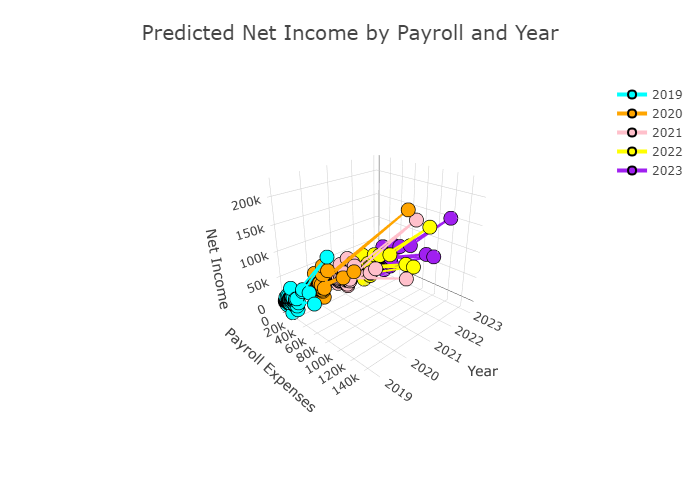 Predicted Net Income by Payroll and Year
2019
2020
2021
2022
2023
200k
150k
100k
50k
0
Net Income
0
20k
40k
60k
80k
100k
120k
140k
Payroll Expenses
2019
2020
2021
2022
2023
Year